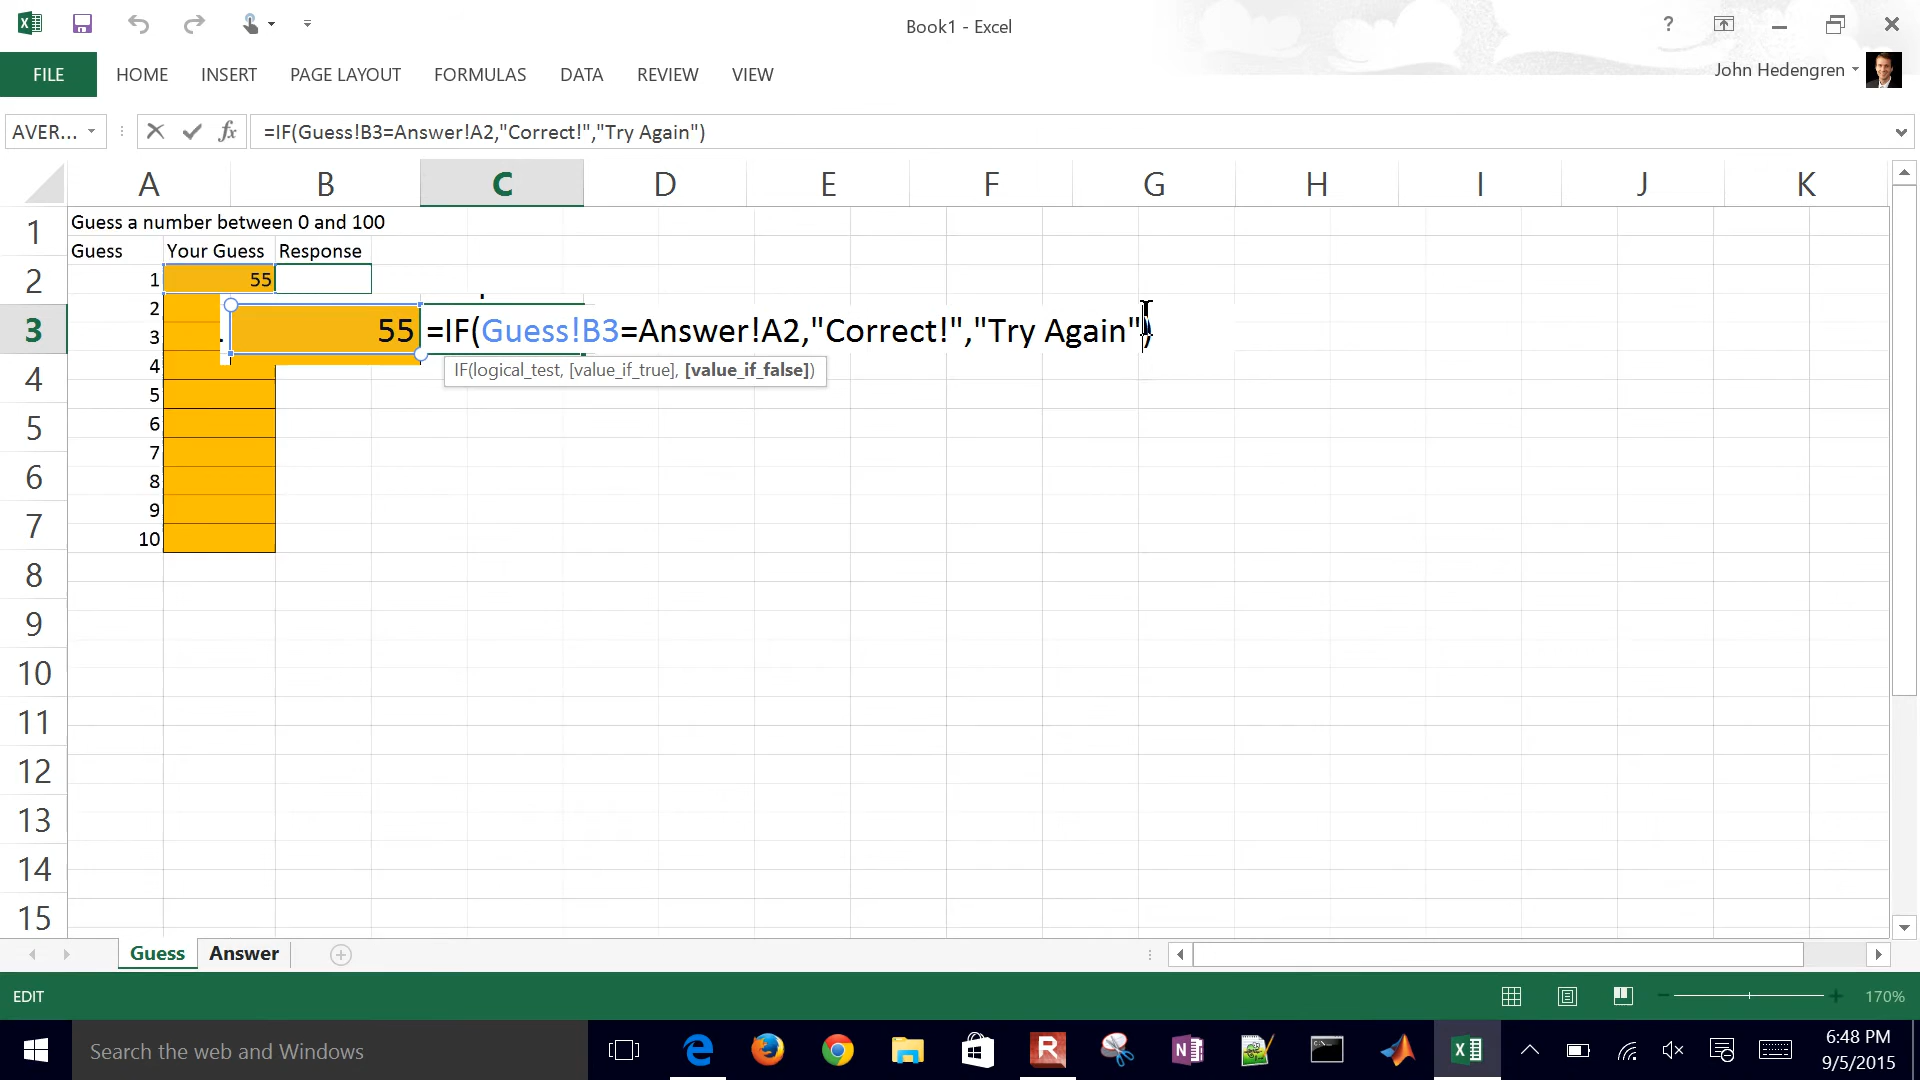 Book1 - Excel
?
FILE HOME INSERT PAGE LAYOUT FORMULAS DATA REVIEW VIEW
John Hedengren
AVER... fx =IF(Guess!B3=Answer!A2,"Correct!","Try Again")
A B C D E F G H I J K
1 Guess a number between 0 and 100
Guess Your Guess Response
2 1 55
2
3 55 =IF(Guess!B3=Answer!A2,"Correct!","Try Again")
3
IF(logical_test, [value_if_true], [value_if_false])
4 4
5
5 6
7
6 8
7 9
10
8
9
10
11
12
13
14
15
Guess Answer
EDIT 170%
Search the web and Windows
6:48 PM
9/5/2015